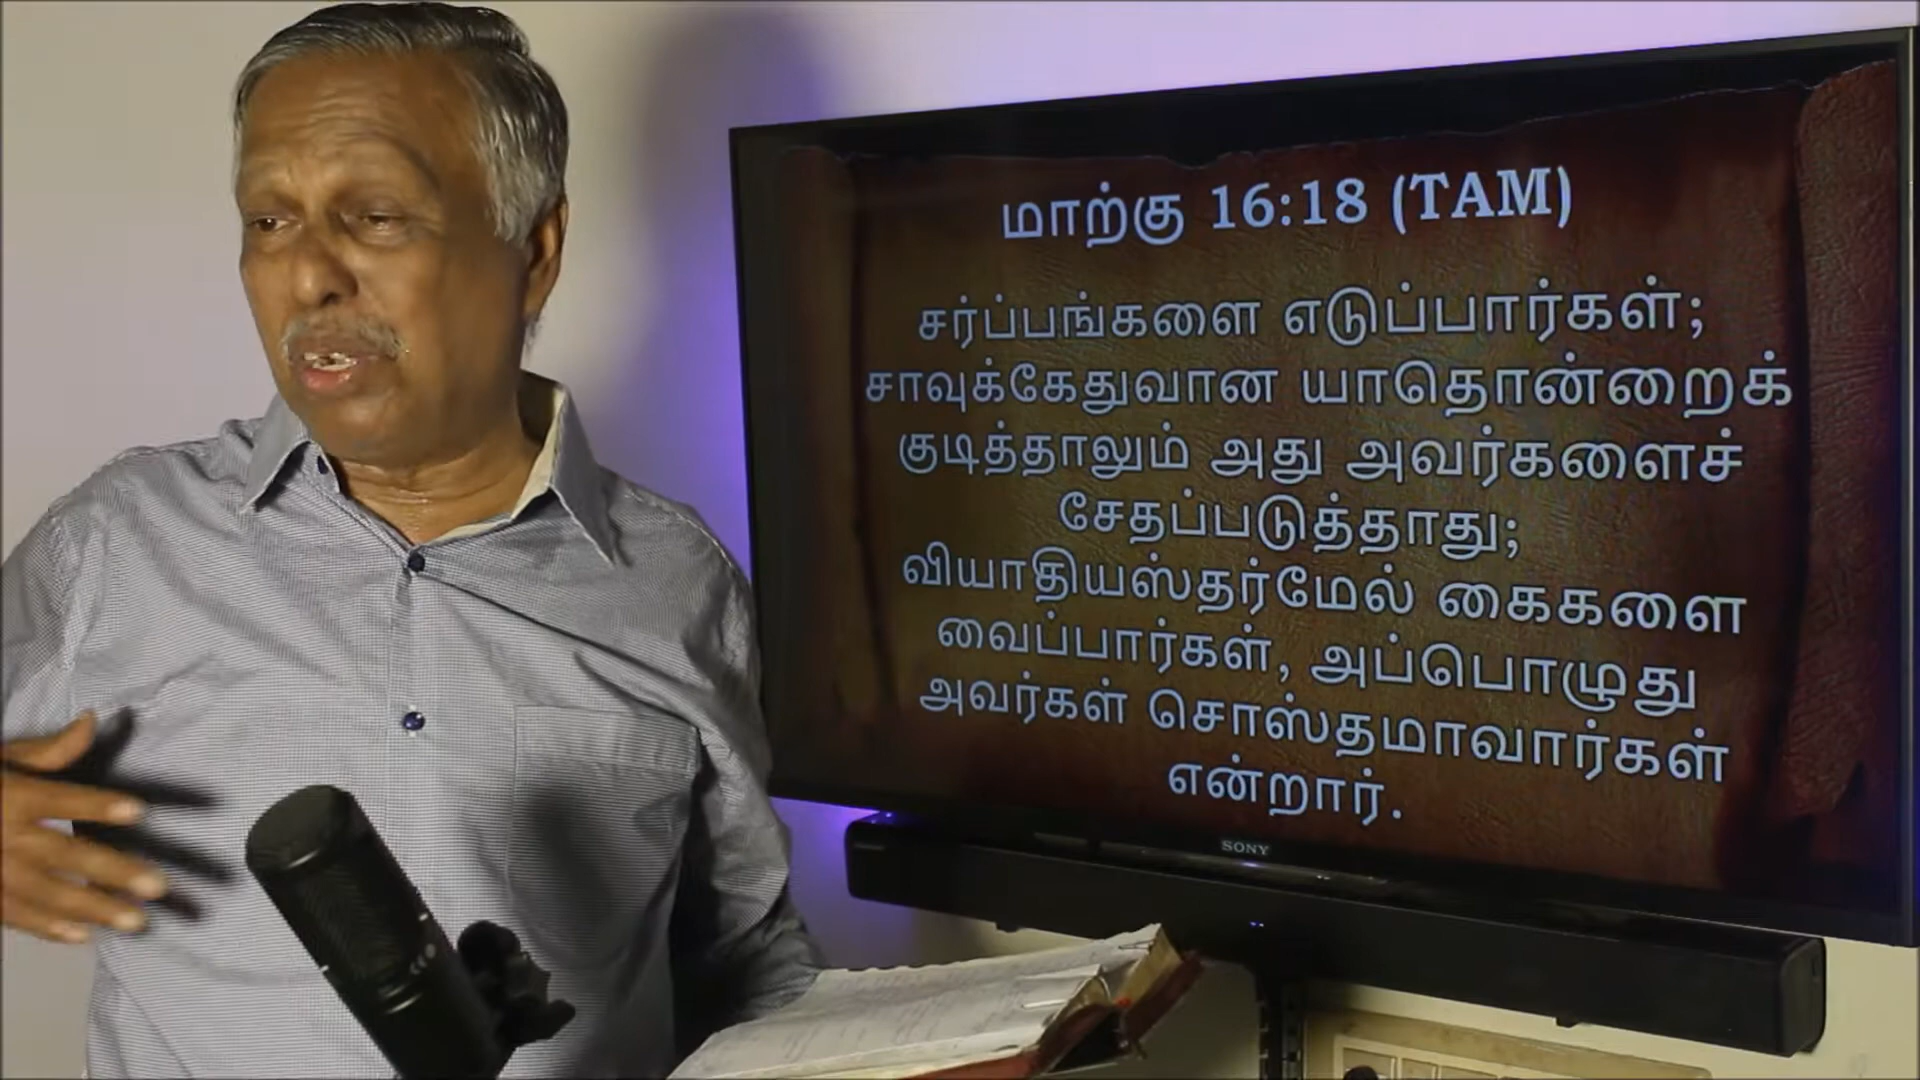 மாற்கு 16:18 (TAM)
சர்ப்பங்களை எடுப்பார்கள்;
சாவுக்கேதுவான யாதொன்றைக்
குடித்தாலும் அது அவர்களைச்
சேதப்படுத்தாது;
வியாதியஸ்தர்மேல் கைகளை
வைப்பார்கள், அப்பொழுது
அவர்கள் சொஸ்தமாவார்கள்
என்றார்.
SONY